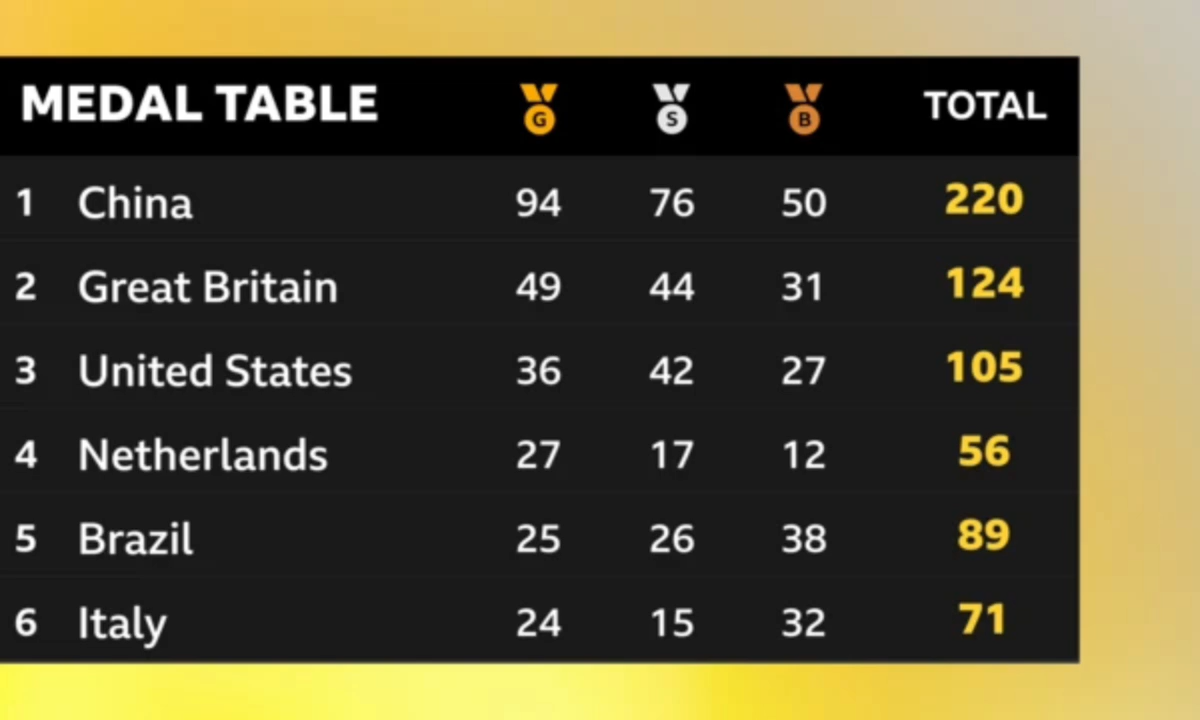 MEDAL TABLE G S B TOTAL
1 China 94 76 50 220
2 Great Britain 49 44 31 124
3 United States 36 42 27 105
4 Netherlands 27 17 12 56
5 Brazil 25 26 38 89
6 Italy 24 15 32 71